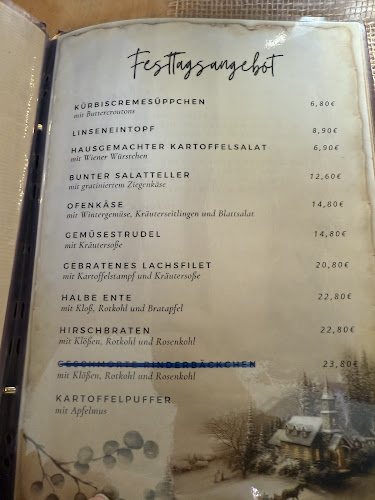 Festtagsangebot
KÜRBISCREMESÜPPCHEN 6,80€
mit Buttercroutons
LINSENEINTOPF 8,90€
HAUSGEMACHTER KARTOFFELSALAT 6,90€
mit Wiener Würstchen
BUNTER SALATTELLER 12,60€
mit gratiniertem Ziegenkäse
OFENKÄSE 14,80€
mit Wintergemüse, Kräuterseitlingen und Blattsalat
GEMÜSESTRUDEL 14,80€
mit Kräutersoße
GEBRATENES LACHSFILET 20,80€
mit Kartoffelstampf und Kräutersoße
HALBE ENTE 22,80€
mit Kloß, Rotkohl und Bratapfel
HIRSCHBRATEN 22,80€
mit Klößen, Rotkohl und Rosenkohl
GESCHMORTE RINDERBÄCKCHEN 23,80€
mit Klößen, Rotkohl und Rosenkohl
KARTOFFELPUFFER
mit Apfelmus